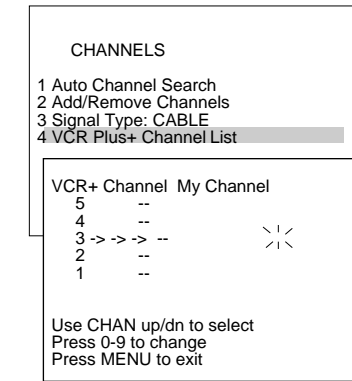 CHANNELS
1 Auto Channel Search
2 Add/Remove Channels
3 Signal Type: CABLE
4 VCR Plus+ Channel List
VCR+ Channel My Channel
5 --
4 --
3 -> -> -> --
2 --
1 --
Use CHAN up/dn to select
Press 0-9 to change
Press MENU to exit